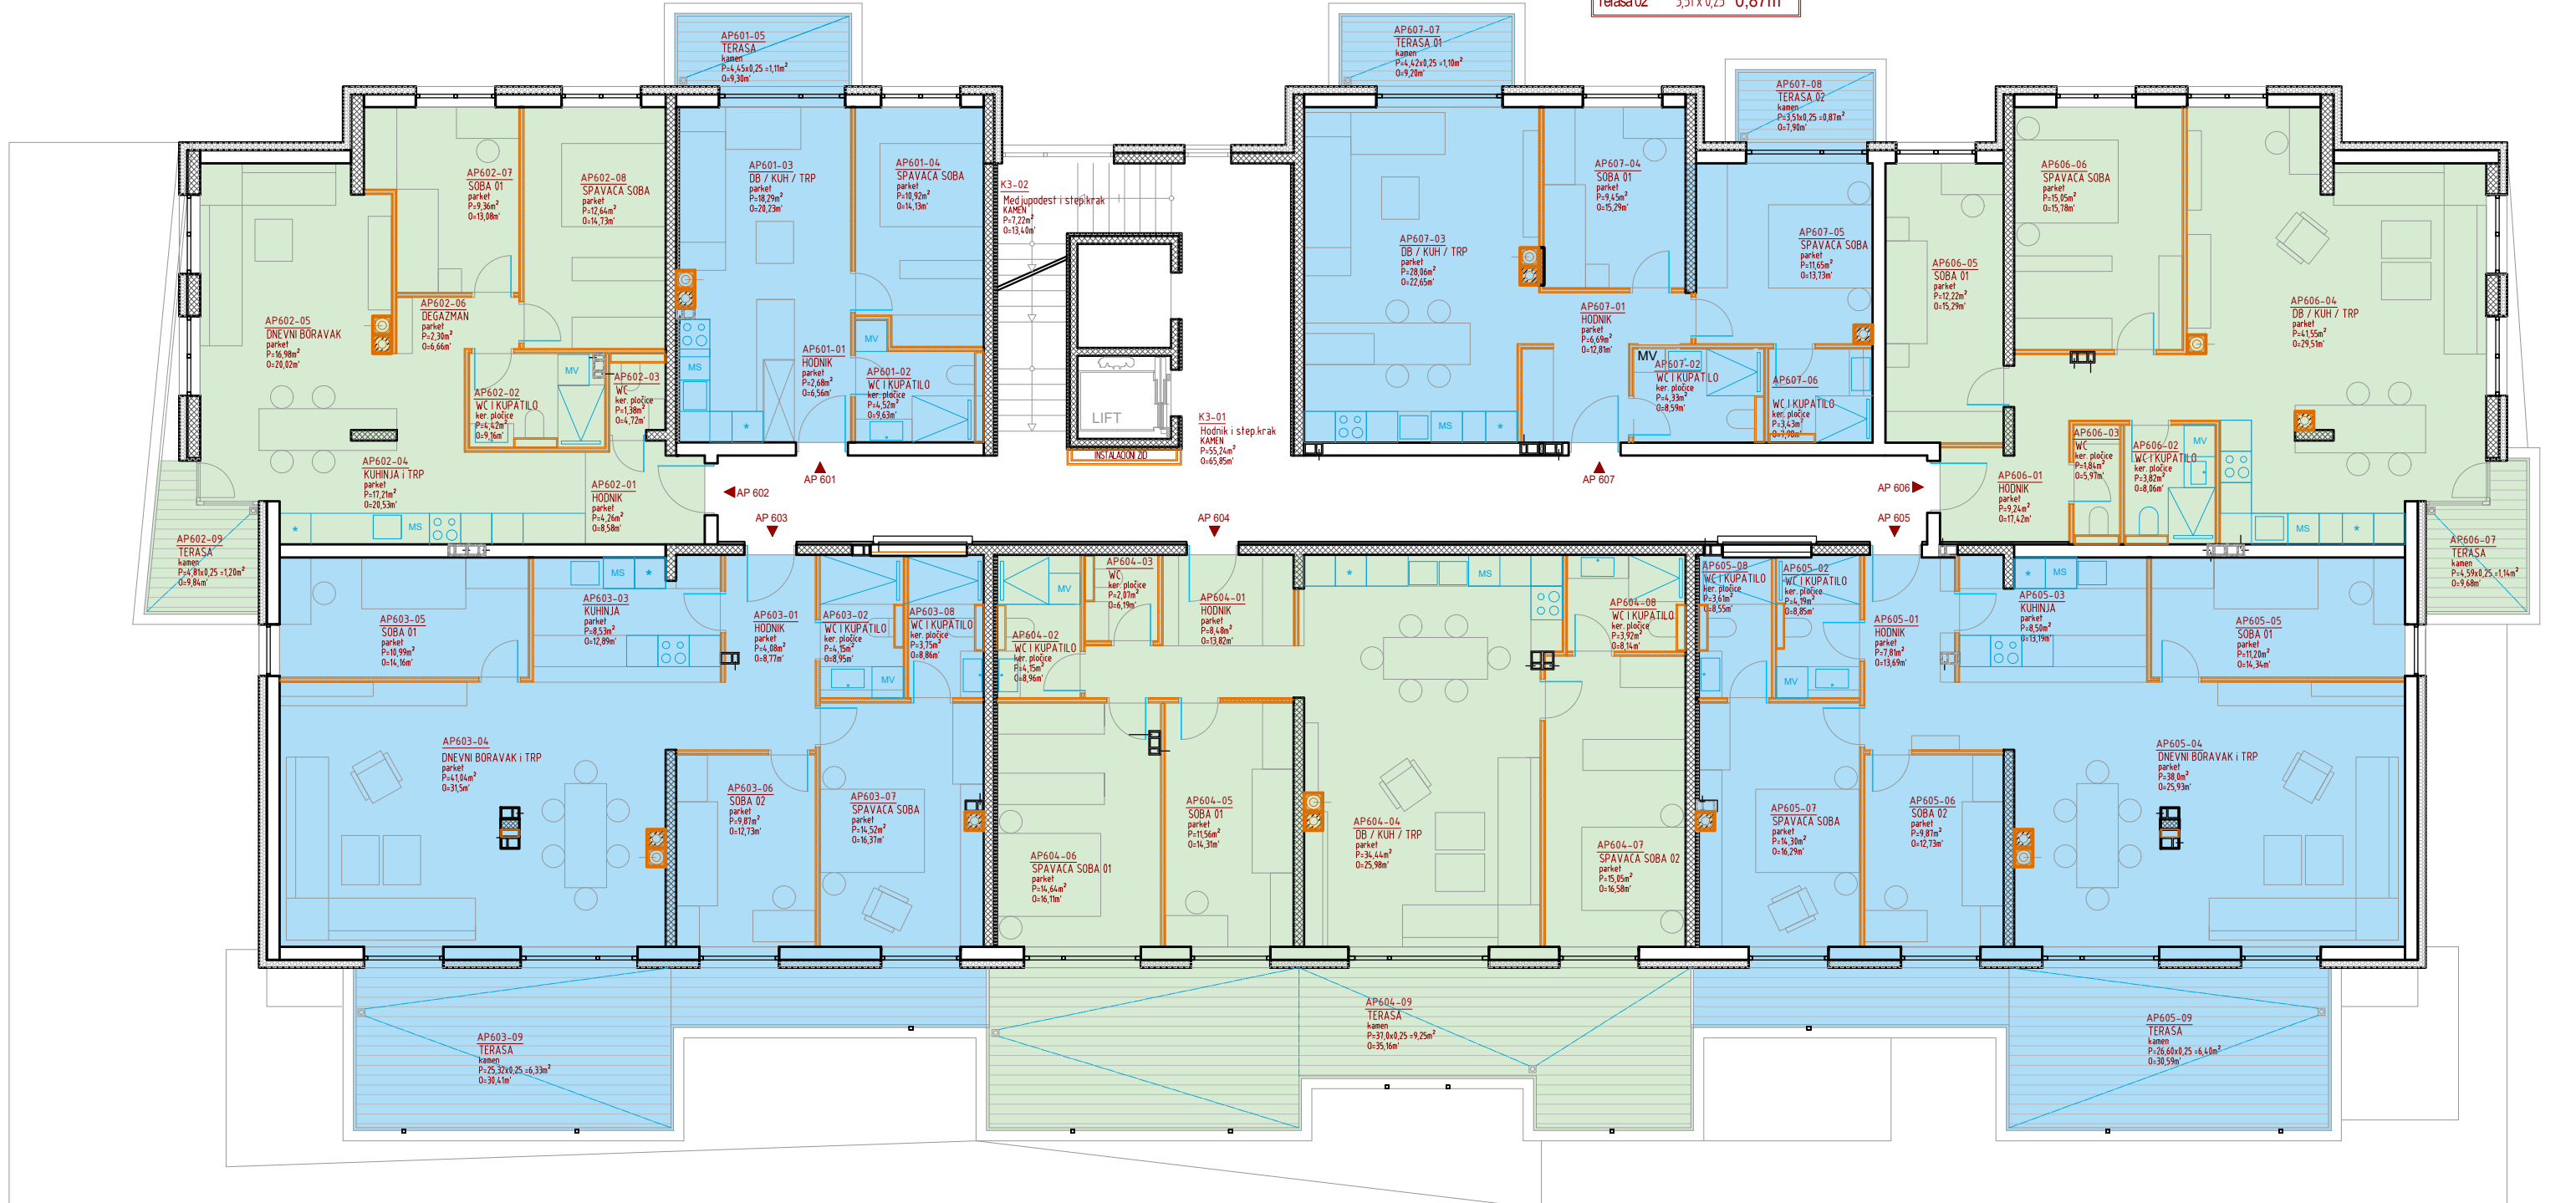 Terasa 02 3,51 x 0,25 0,87m²
AP601-05
TERASA
kamen
P=4,45x0,25 =1,11m²
O=9,30m'
AP607-07
TERASA 01
kamen
P=4,42x0,25 =1,10m²
O=9,20m'
AP607-08
TERASA 02
kamen
P=3,51x0,25 =0,87m²
O=7,90m'
AP602-07
SOBA 01
parket
P=9,36m²
O=13,08m'
AP602-08
SPAVAĆA SOBA
parket
P=12,64m²
O=14,73m'
AP601-03
DB / KUH / TRP
parket
P=18,29m²
O=20,23m'
AP601-04
SPAVAĆA SOBA
parket
P=10,92m²
O=14,13m'
K3-02
Medjupodest i step.krak
KAMEN
P=7,22m²
O=13,40m'
AP607-03
DB / KUH / TRP
parket
P=28,06m²
O=22,65m'
AP607-04
SOBA 01
parket
P=9,45m²
O=15,29m'
AP607-05
SPAVAĆA SOBA
parket
P=11,65m²
O=13,73m'
AP606-05
SOBA 01
parket
P=12,22m²
O=15,29m'
AP606-06
SPAVAĆA SOBA
parket
P=15,05m²
O=15,78m'
AP606-04
DB / KUH / TRP
parket
P=41,55m²
O=29,51m'
AP602-05
DNEVNI BORAVAK
parket
P=16,98m²
O=20,02m'
AP602-06
DEGAZMAN
parket
P=2,30m²
O=6,66m'
AP602-02
WC I KUPATILO
ker. pločice
P=4,42m²
O=9,16m'
MV
AP602-03
WC
ker. pločice
P=1,38m²
O=4,72m'
MS
*
AP601-01
HODNIK
parket
P=2,68m²
O=6,56m'
MV
AP601-02
WC I KUPATILO
ker. pločice
P=4,52m²
O=9,63m'
LIFT
INSTALACIONI ZID
K3-01
Hodnik i step.krak
KAMEN
P=55,24m²
O=65,85m'
MS
*
AP607-01
HODNIK
parket
P=6,69m²
O=12,81m'
MV
AP607-02
WC I KUPATILO
ker. pločice
P=4,33m²
O=8,59m'
AP607-06
WC I KUPATILO
ker. pločice
P=3,43m²
O=7,98m'
AP602-04
KUHINJA i TRP
parket
P=17,21m²
O=20,53m'
*
MS
AP602-01
HODNIK
parket
P=4,26m²
O=8,58m'
AP 602
AP 601
AP 603
AP 604
AP 607
AP 606
AP 605
AP606-01
HODNIK
parket
P=9,24m²
O=17,42m'
AP606-03
WC
ker. pločice
P=1,84m²
O=5,97m'
AP606-02
WC I KUPATILO
ker. pločice
P=3,82m²
O=8,06m'
MV
MS
*
AP602-09
TERASA
kamen
P=4,81x0,25 =1,20m²
O=9,84m'
AP606-07
TERASA
kamen
P=4,59x0,25 =1,14m²
O=9,68m'
AP603-05
SOBA 01
parket
P=10,99m²
O=14,16m'
AP603-03
KUHINJA
parket
P=8,53m²
O=12,89m'
MS
*
AP603-01
HODNIK
parket
P=4,08m²
O=8,77m'
AP603-02
WC I KUPATILO
ker. pločice
P=4,15m²
O=8,95m'
MV
AP603-08
WC I KUPATILO
ker. pločice
P=3,75m²
O=8,86m'
AP604-02
WC I KUPATILO
ker. pločice
P=4,15m²
O=8,96m'
MV
AP604-03
WC
ker. pločice
P=2,07m²
O=6,19m'
AP604-01
HODNIK
parket
P=8,48m²
O=13,82m'
*
MS
AP604-08
WC I KUPATILO
ker. pločice
P=3,92m²
O=8,14m'
AP605-08
WC I KUPATILO
ker. pločice
P=3,61m²
O=8,55m'
AP605-02
WC I KUPATILO
ker. pločice
P=4,19m²
O=8,85m'
MV
AP605-01
HODNIK
parket
P=7,81m²
O=13,69m'
*
MS
AP605-03
KUHINJA
parket
P=8,50m²
O=13,19m'
AP605-05
SOBA 01
parket
P=11,20m²
O=14,34m'
AP603-04
DNEVNI BORAVAK i TRP
parket
P=41,04m²
O=31,5m'
AP603-06
SOBA 02
parket
P=9,87m²
O=12,73m'
AP603-07
SPAVAĆA SOBA
parket
P=14,52m²
O=16,37m'
AP604-06
SPAVAĆA SOBA 01
parket
P=14,64m²
O=16,11m'
AP604-05
SOBA 01
parket
P=11,56m²
O=14,31m'
AP604-04
DB / KUH / TRP
parket
P=34,44m²
O=25,98m'
AP604-07
SPAVAĆA SOBA 02
parket
P=15,05m²
O=16,58m'
AP605-07
SPAVAĆA SOBA
parket
P=14,30m²
O=16,29m'
AP605-06
SOBA 02
parket
P=9,87m²
O=12,73m'
AP605-04
DNEVNI BORAVAK i TRP
parket
P=38,0m²
O=25,93m'
AP603-09
TERASA
kamen
P=25,32x0,25 =6,33m²
O=30,41m'
AP604-09
TERASA
kamen
P=37,0x0,25 =9,25m²
O=35,16m'
AP605-09
TERASA
kamen
P=26,60x0,25 =6,40m²
O=30,59m'